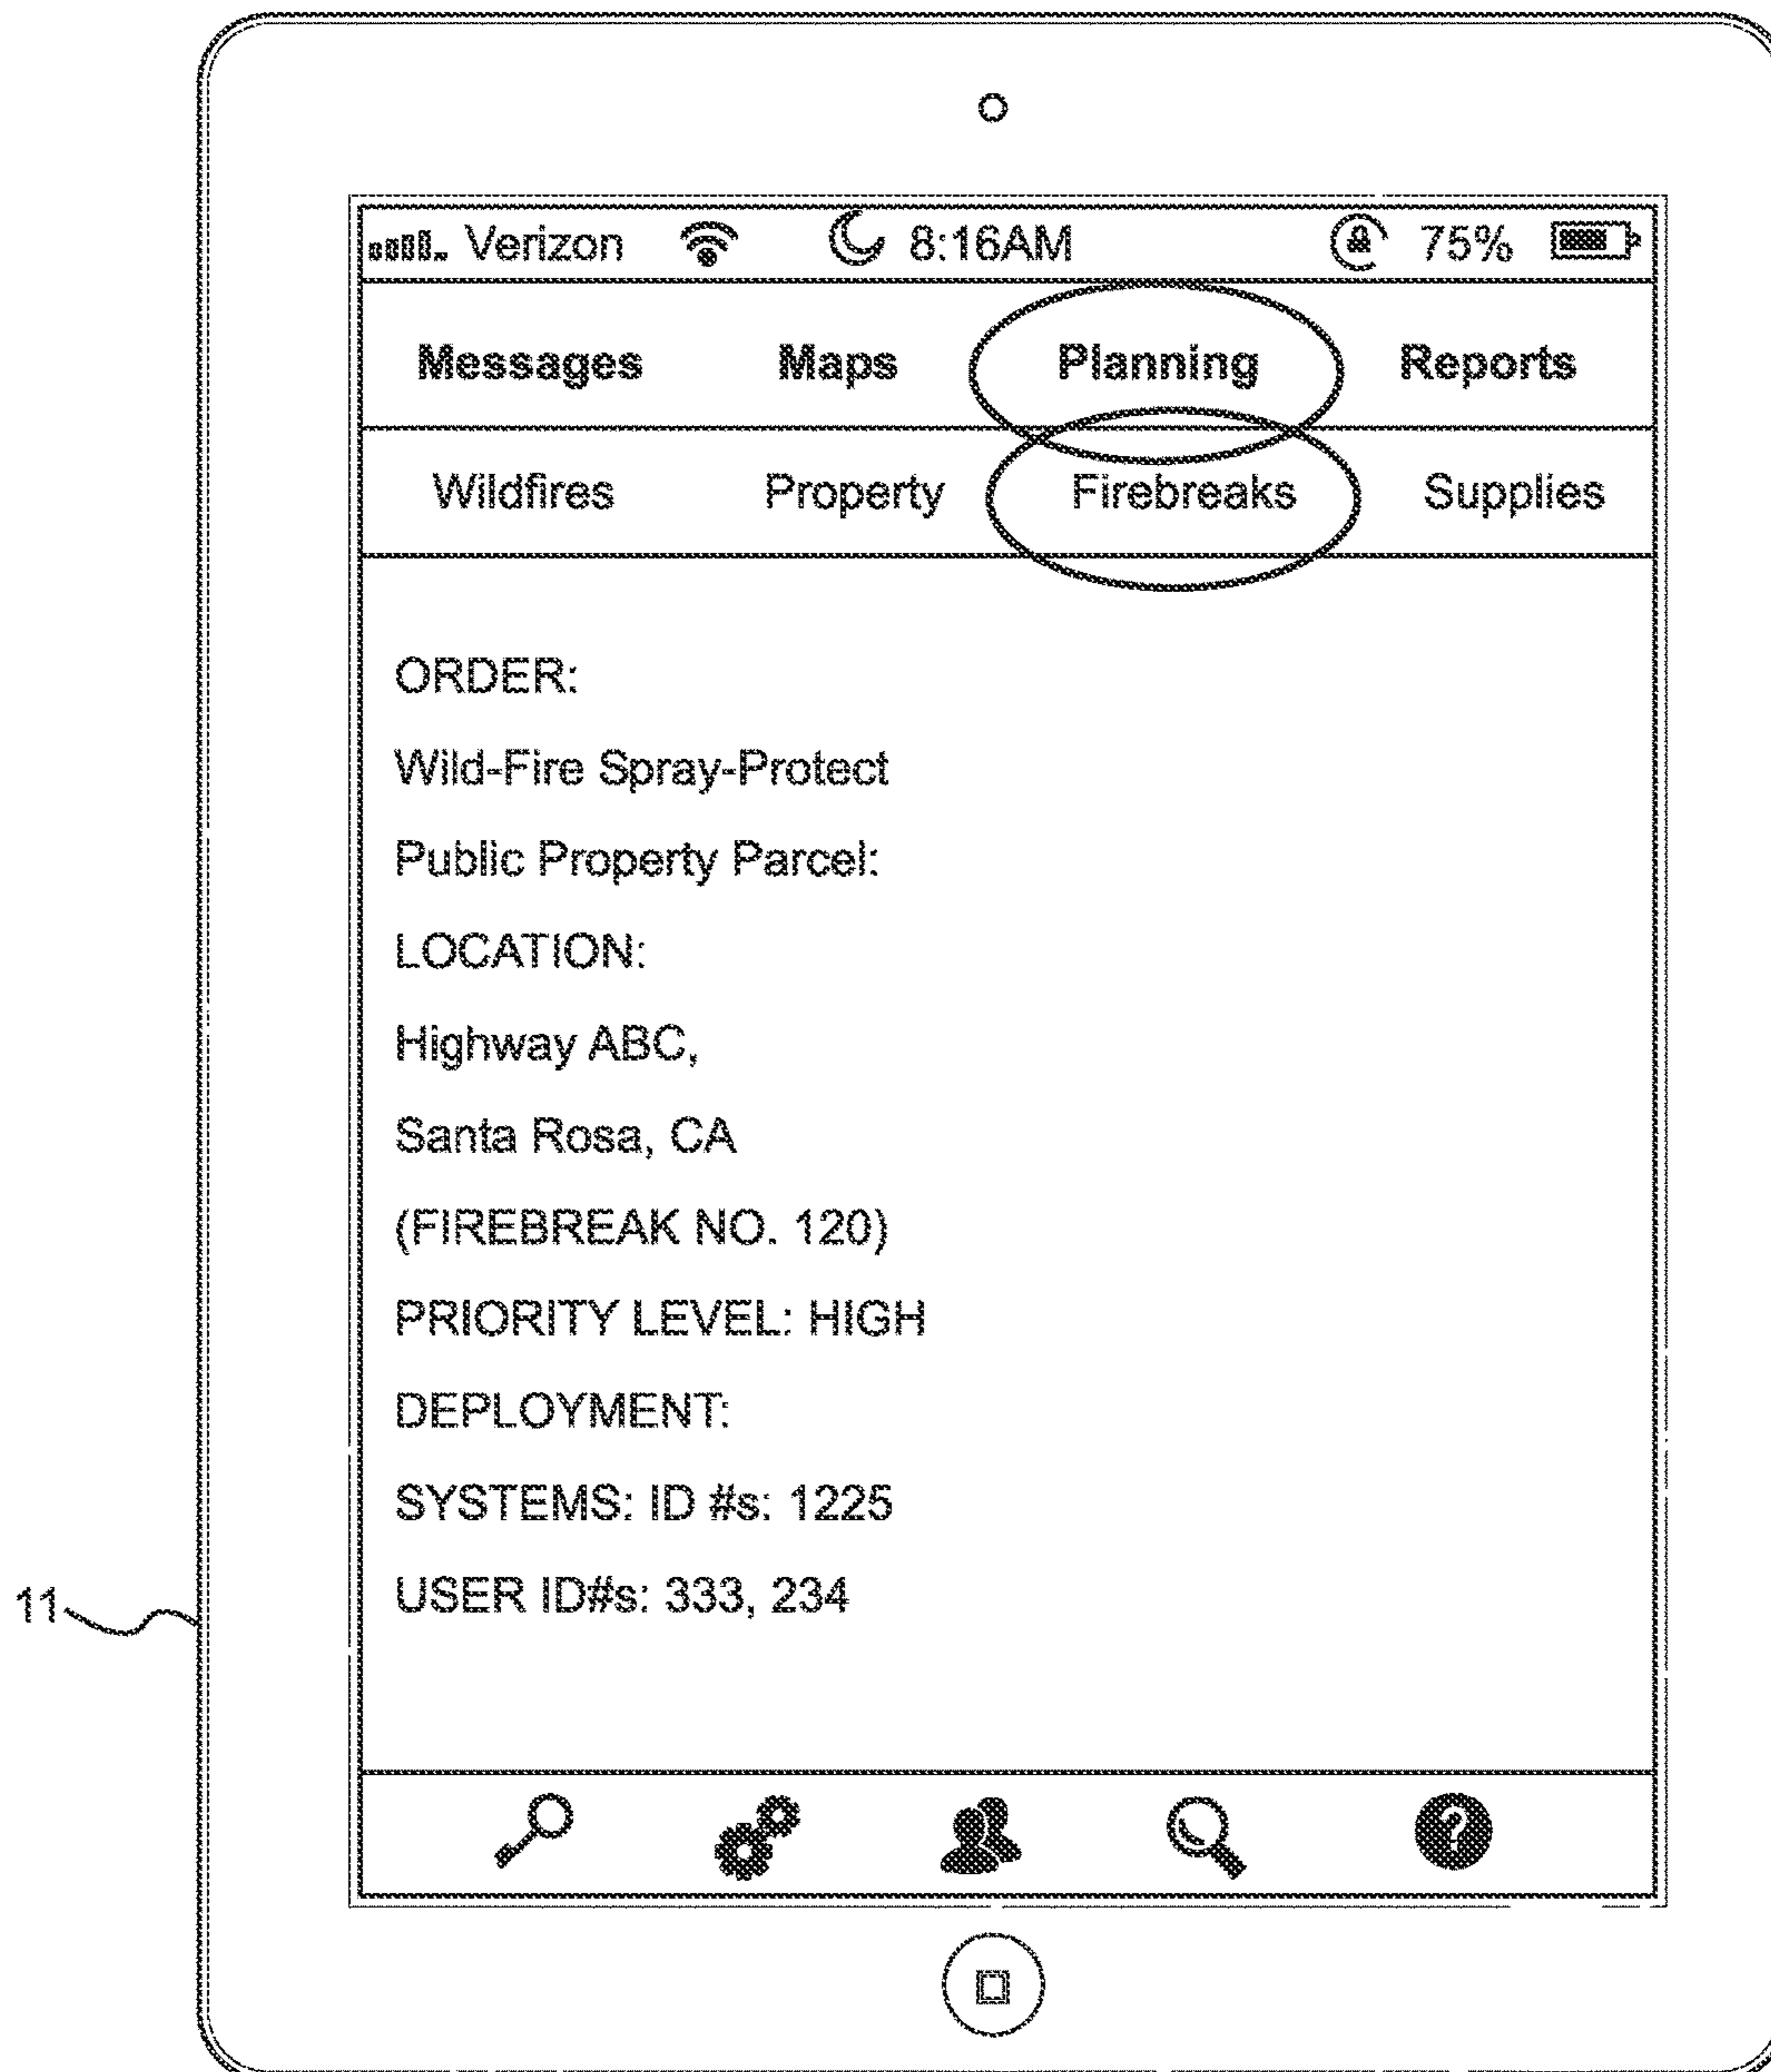 Verizon 8:16AM 75%
Messages Maps Planning Reports
Wildfires Property Firebreaks Supplies
ORDER:
Wild-Fire Spray-Protect
Public Property Parcel:
LOCATION:
Highway ABC,
Santa Rosa, CA
(FIREBREAK NO. 120)
PRIORITY LEVEL: HIGH
DEPLOYMENT:
SYSTEMS: ID #s: 1225
USER ID#s: 333, 234
11
?